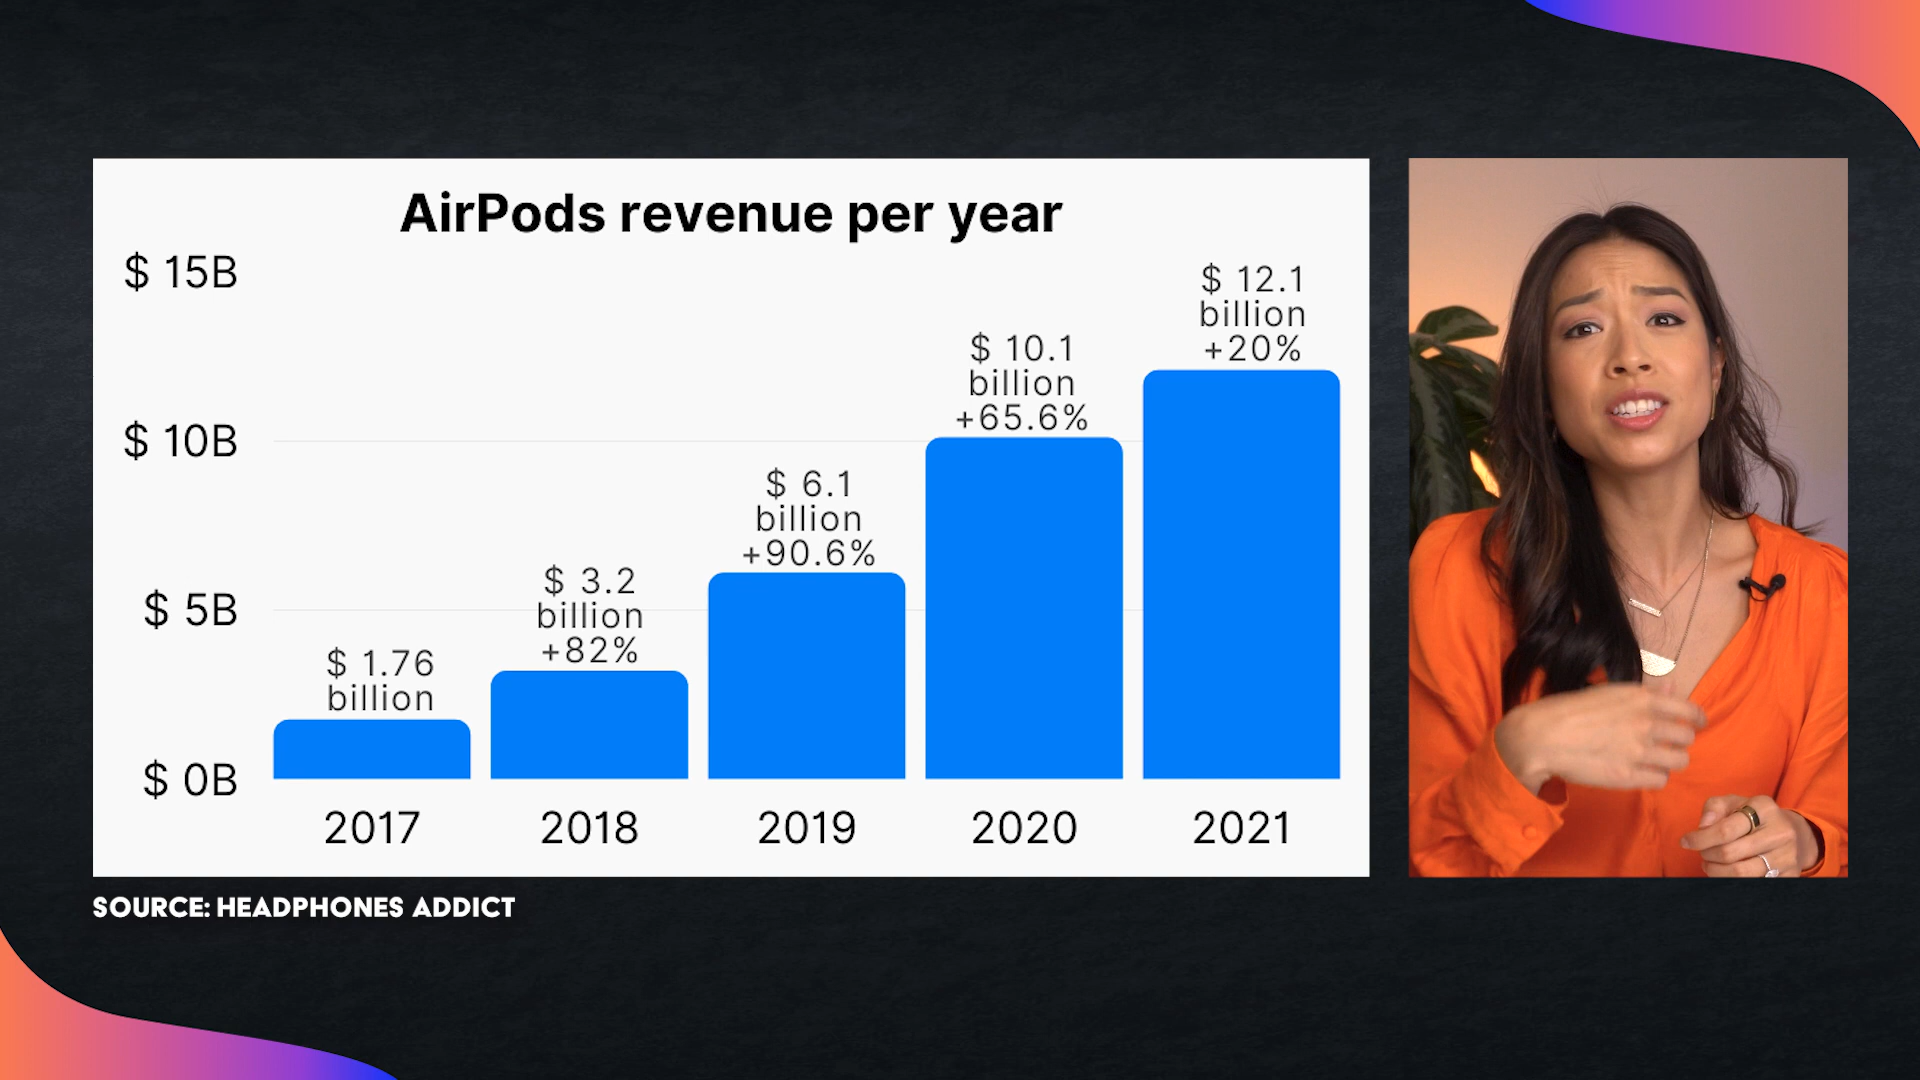 AirPods revenue per year
$ 15B
$ 10B
$ 5B
$ 0B
$ 1.76
billion
$ 3.2
billion
+82%
$ 6.1
billion
+90.6%
$ 10.1
billion
+65.6%
$ 12.1
billion
+20%
2017
2018
2019
2020
2021
SOURCE: HEADPHONES ADDICT